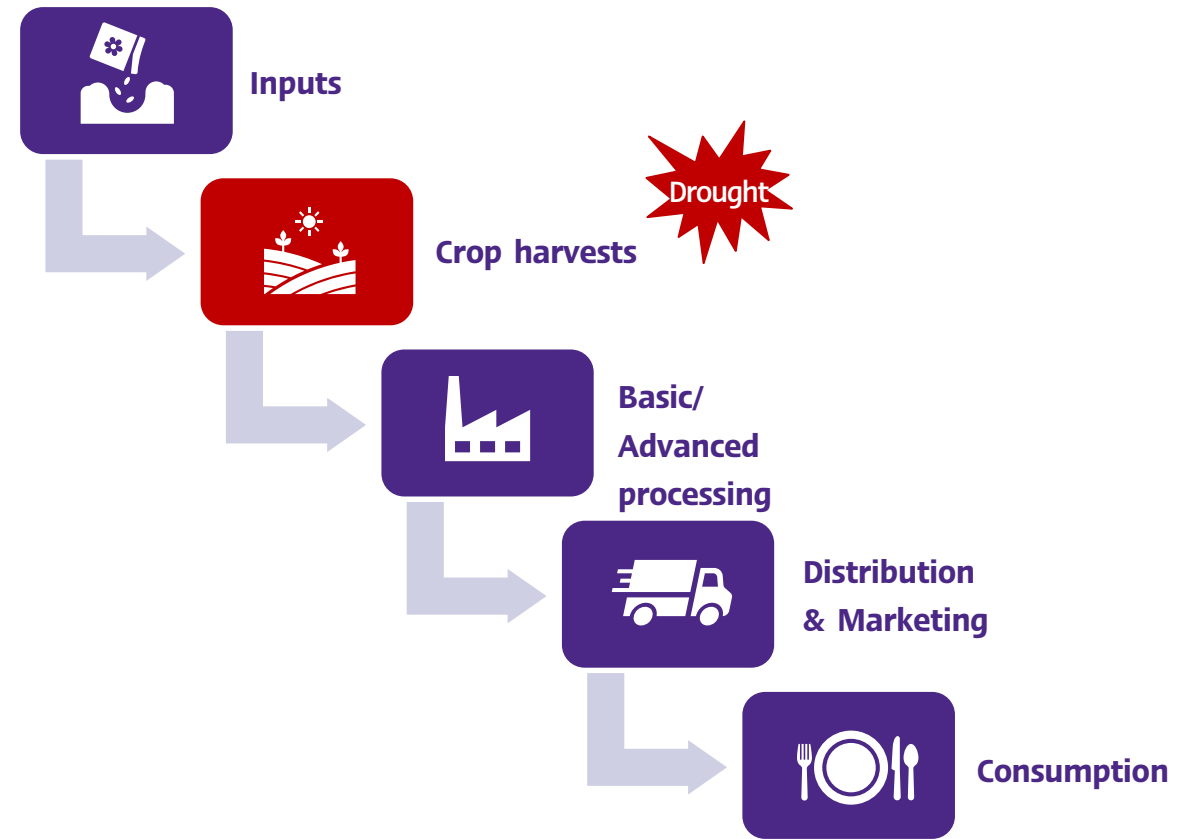 Inputs
Drought
Crop harvests
Basic/
Advanced
processing
Distribution
& Marketing
Consumption